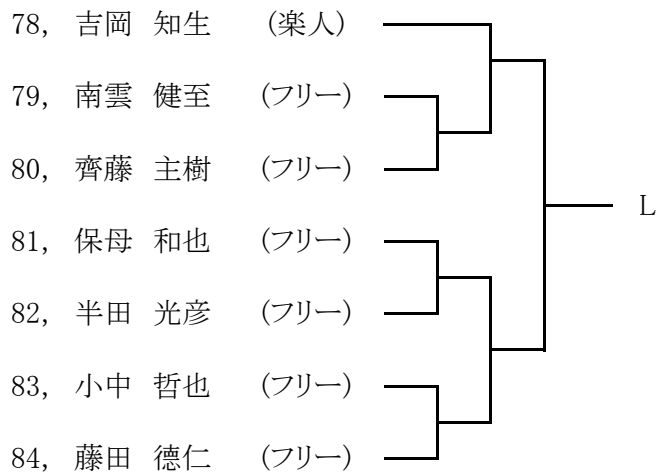 78, 吉岡 知生 (楽人)
79, 南雲 健至 (フリー)
80, 齊藤 主樹 (フリー)
L
81, 保母 和也 (フリー)
82, 半田 光彦 (フリー)
83, 小中 哲也 (フリー)
84, 藤田 德仁 (フリー)